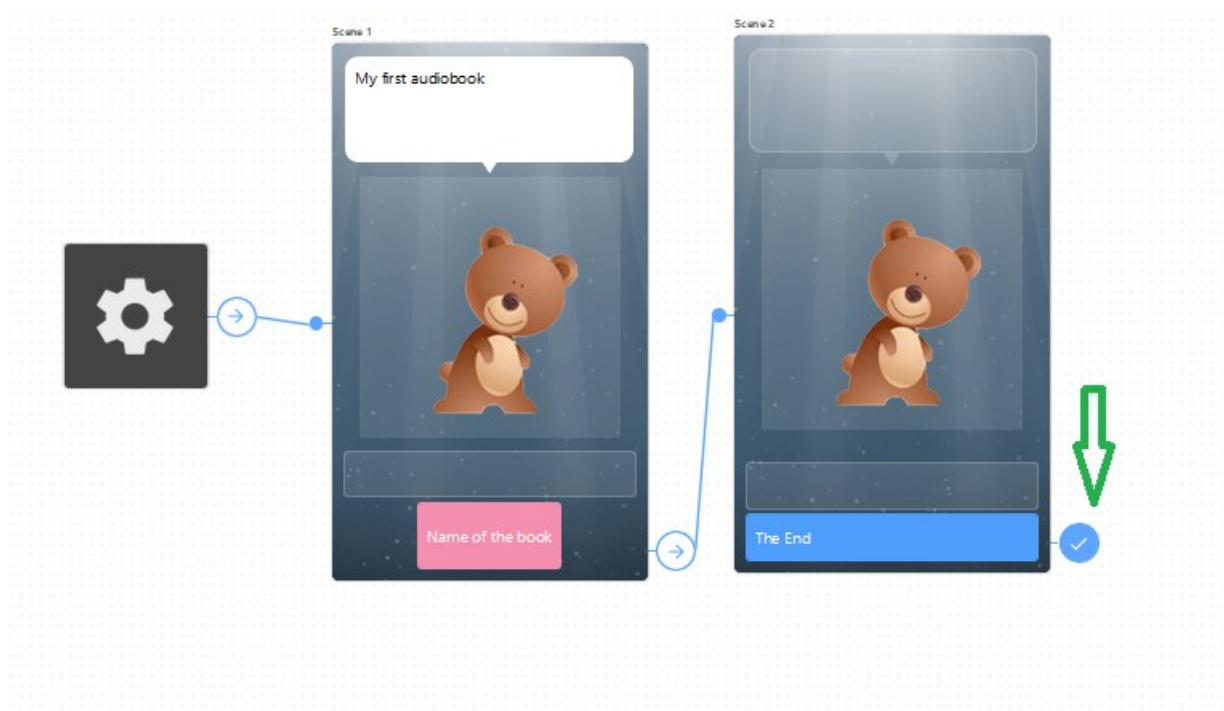 Scene 1
My first audiobook
Name of the book
Scene 2
The End